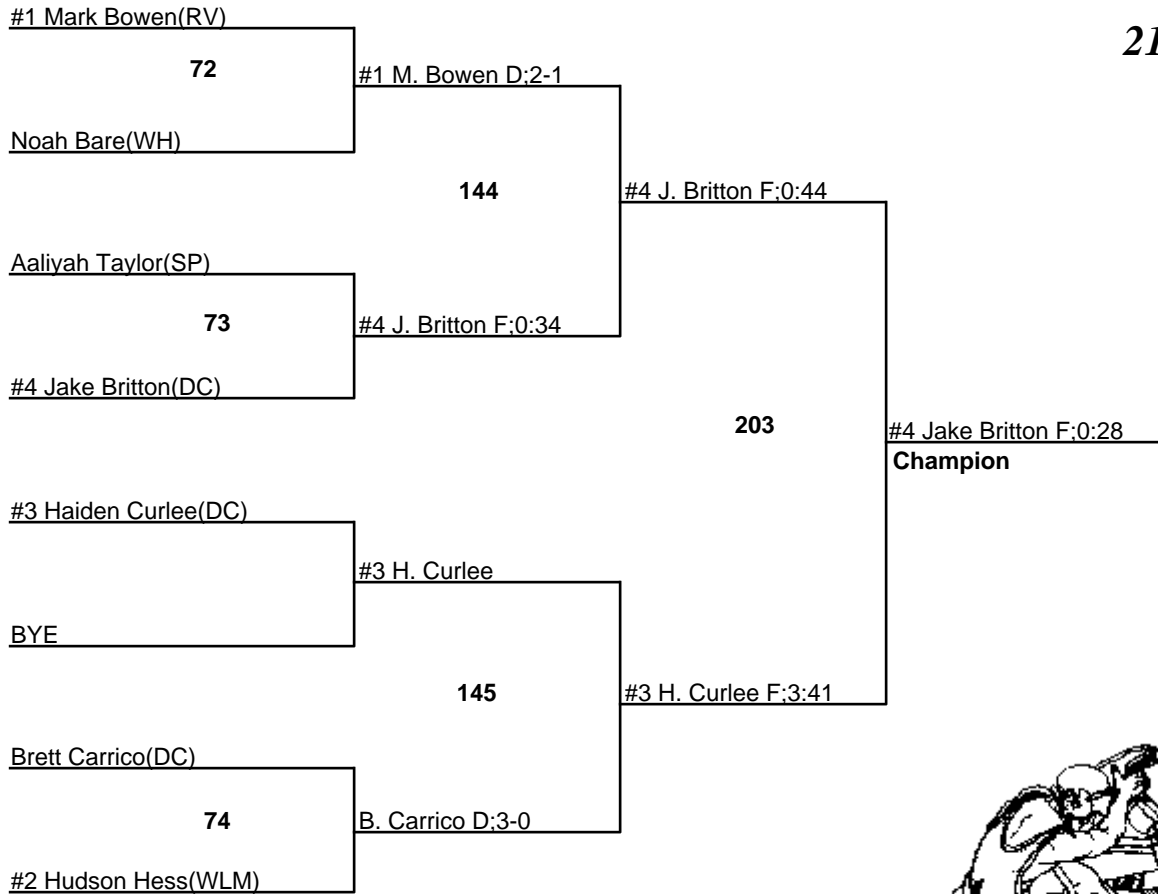 #1 Mark Bowen(RV)
21
72
#1 M. Bowen D;2-1
Noah Bare(WH)
144
#4 J. Britton F;0:44
Aaliyah Taylor(SP)
73
#4 J. Britton F;0:34
#4 Jake Britton(DC)
203
#4 Jake Britton F;0:28
Champion
#3 Haiden Curlee(DC)
#3 H. Curlee
BYE
145
#3 H. Curlee F;3:41
Brett Carrico(DC)
74
B. Carrico D;3-0
#2 Hudson Hess(WLM)